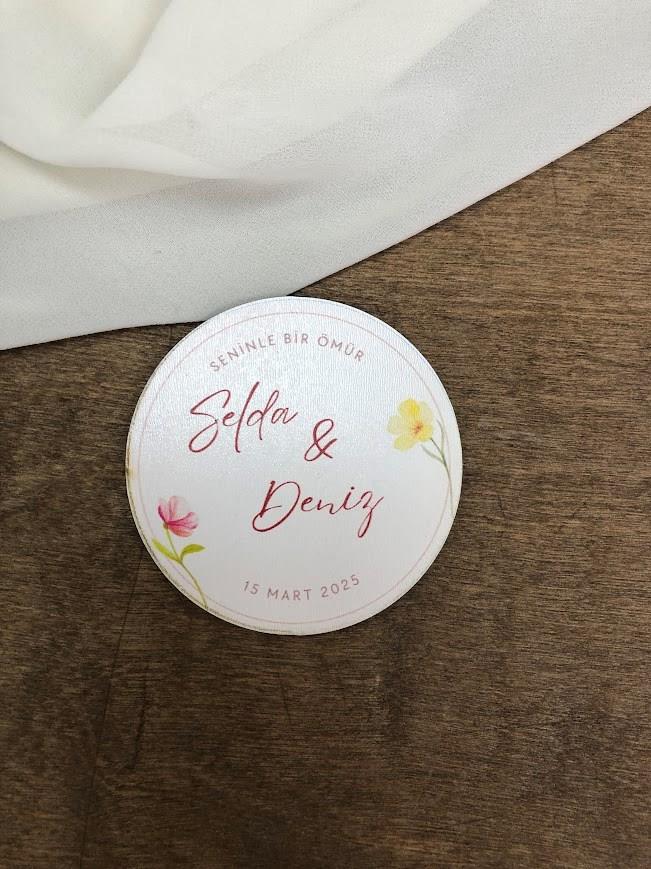 SENİNLE BİR ÖMÜR
Selda
&
Deniz
15 MART 2025